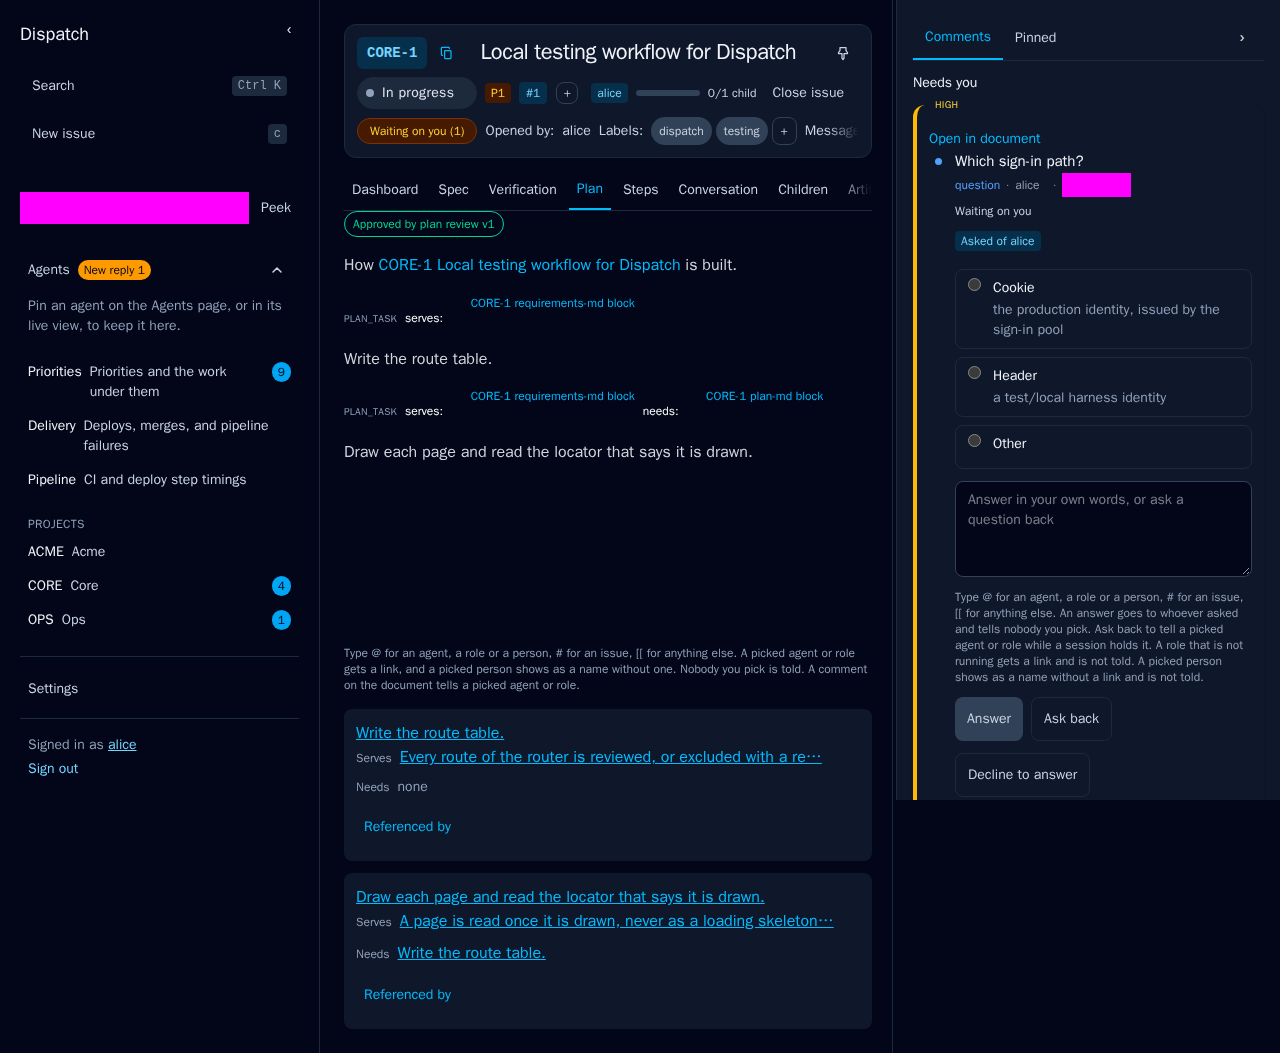 Dispatch
Search
Ctrl K
New issue
C
Peek
Agents
New reply 1
Pin an agent on the Agents page, or in its
live view, to keep it here.
Priorities Priorities and the work
under them
9
Delivery Deploys, merges, and pipeline
failures
Pipeline CI and deploy step timings
PROJECTS
ACME Acme
CORE Core
4
OPS Ops
1
Settings
Signed in as alice
Sign out
CORE-1
Local testing workflow for Dispatch
In progress
P1
#1
+
alice
0/1 child
Close issue
Waiting on you (1)
Opened by: alice Labels:
dispatch
testing
+
Message
Dashboard
Spec
Verification
Plan
Steps
Conversation
Children
Arti
Approved by plan review v1
How CORE-1 Local testing workflow for Dispatch is built.
CORE-1 requirements-md block
PLAN_TASK serves:
Write the route table.
CORE-1 requirements-md block
CORE-1 plan-md block
PLAN_TASK serves:
needs:
Draw each page and read the locator that says it is drawn.
Type @ for an agent, a role or a person, # for an issue, [[ for anything else. A picked agent or role
gets a link, and a picked person shows as a name without one. Nobody you pick is told. A comment
on the document tells a picked agent or role.
Write the route table.
Serves Every route of the router is reviewed, or excluded with a re···
Needs none
Referenced by
Draw each page and read the locator that says it is drawn.
Serves A page is read once it is drawn, never as a loading skeleton···
Needs Write the route table.
Referenced by
Comments
Pinned
Needs you
HIGH
Open in document
Which sign-in path?
question · alice ·
Waiting on you
Asked of alice
Cookie
the production identity, issued by the
sign-in pool
Header
a test/local harness identity
Other
Answer in your own words, or ask a
question back
Type @ for an agent, a role or a person, # for an issue,
[[ for anything else. An answer goes to whoever asked
and tells nobody you pick. Ask back to tell a picked
agent or role while a session holds it. A role that is not
running gets a link and is not told. A picked person
shows as a name without a link and is not told.
Answer
Ask back
Decline to answer